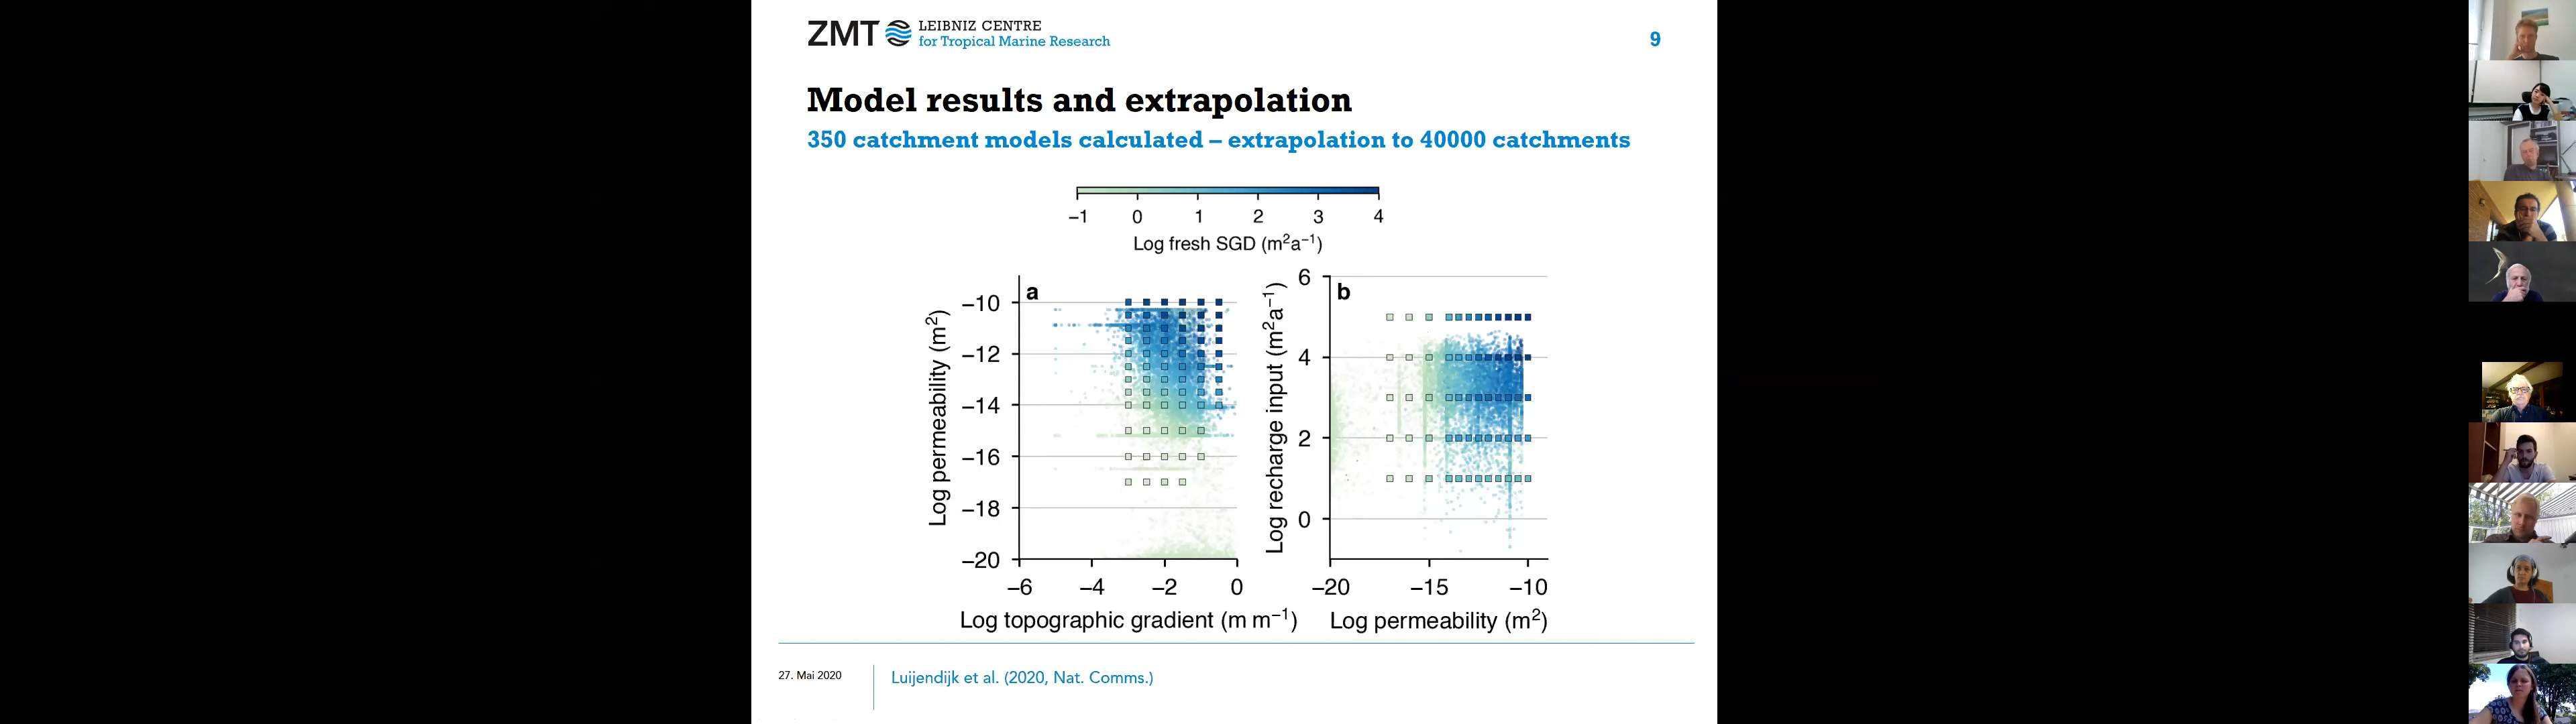 ZMT LEIBNIZ CENTRE
for Tropical Marine Research
9
Model results and extrapolation
350 catchment models calculated – extrapolation to 40000 catchments
−1 0 1 2 3 4
Log fresh SGD (m²a⁻¹)
a
Log permeability (m²)
−10
−12
−14
−16
−18
−20
−6 −4 −2 0
Log topographic gradient (m m⁻¹)
b
Log recharge input (m²a⁻¹)
6
4
2
0
−20 −15 −10
Log permeability (m²)
27. Mai 2020
Luijendijk et al. (2020, Nat. Comms.)